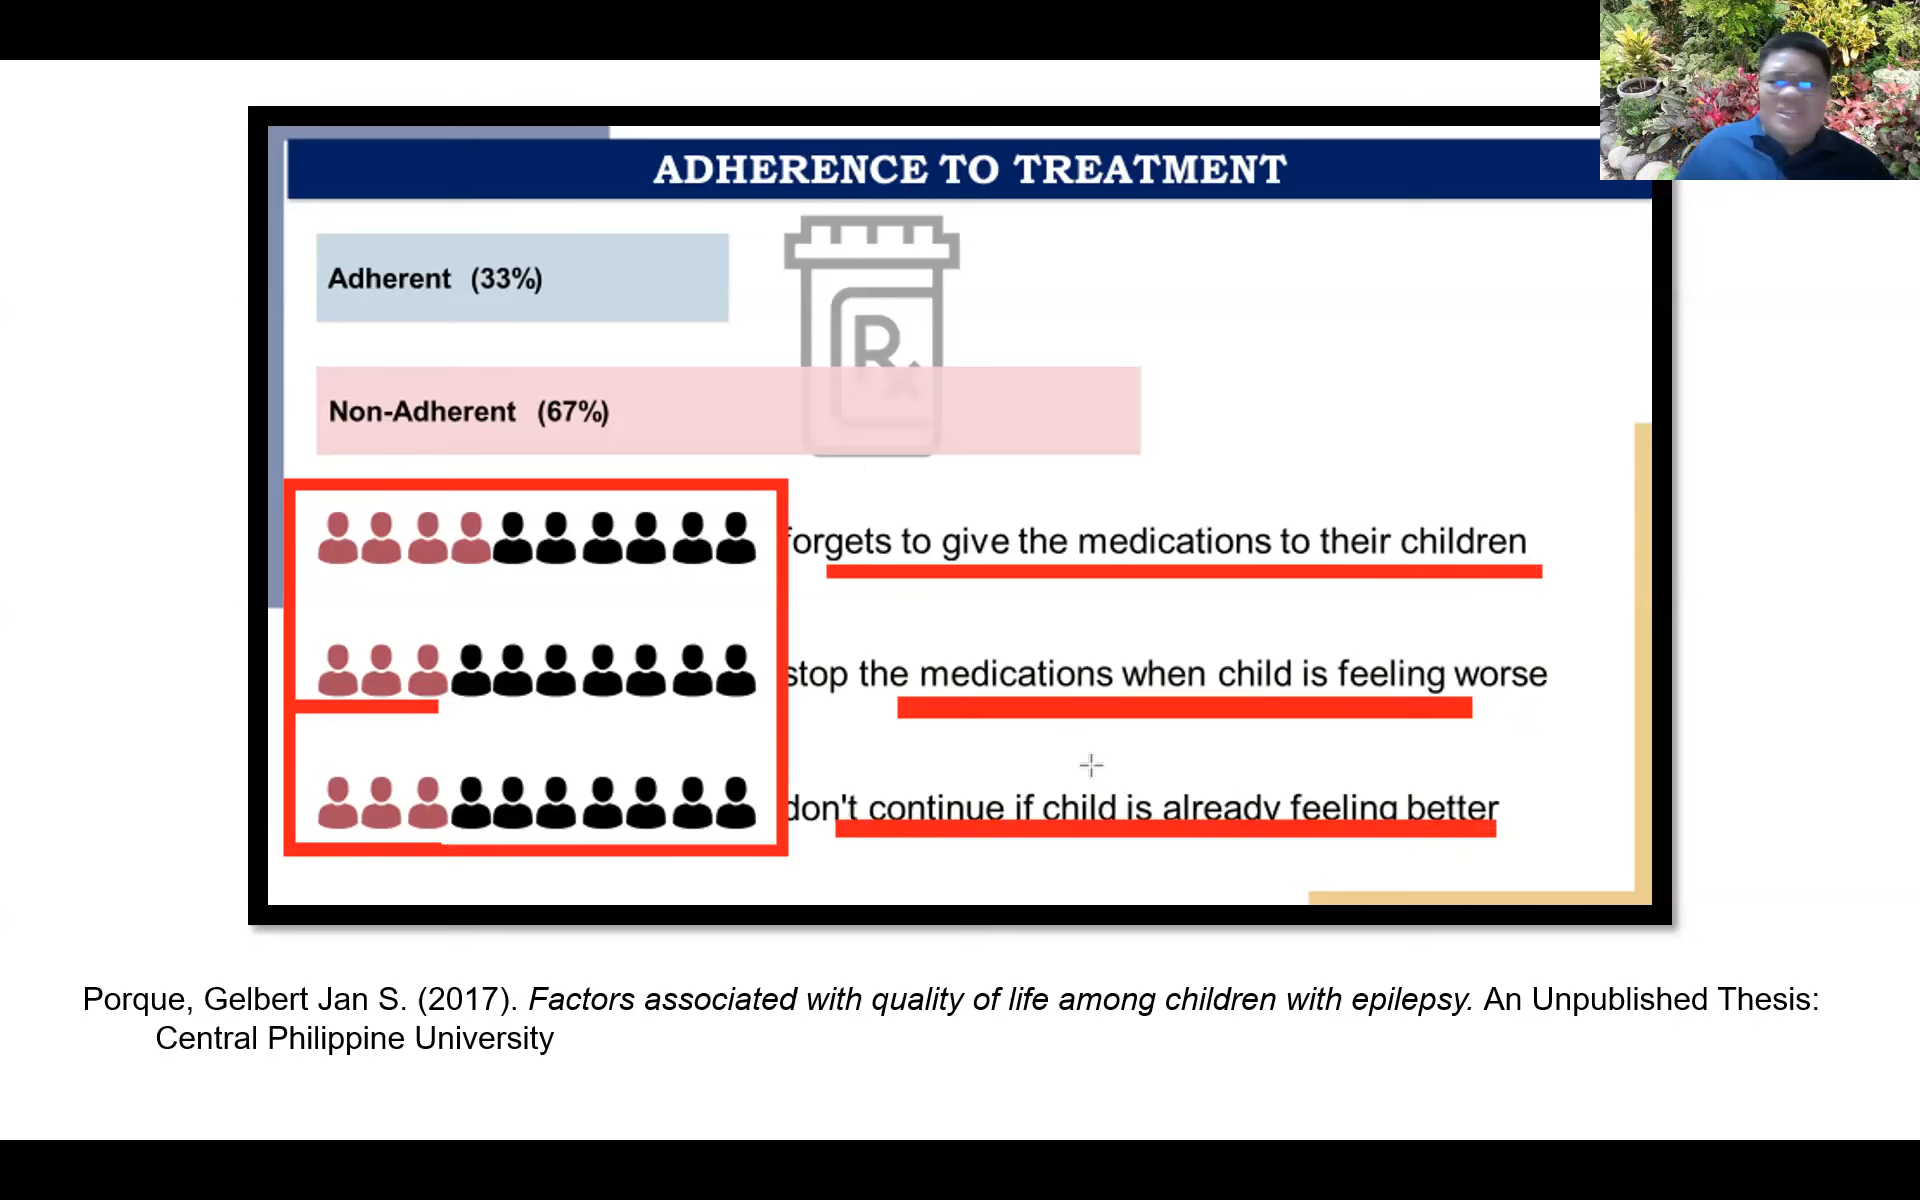 ADHERENCE TO TREATMENT
Adherent (33%)
Rx
Non-Adherent (67%)
forgets to give the medications to their children
stop the medications when child is feeling worse
don't continue if child is already feeling better
Porque, Gelbert Jan S. (2017). Factors associated with quality of life among children with epilepsy. An Unpublished Thesis:
Central Philippine University